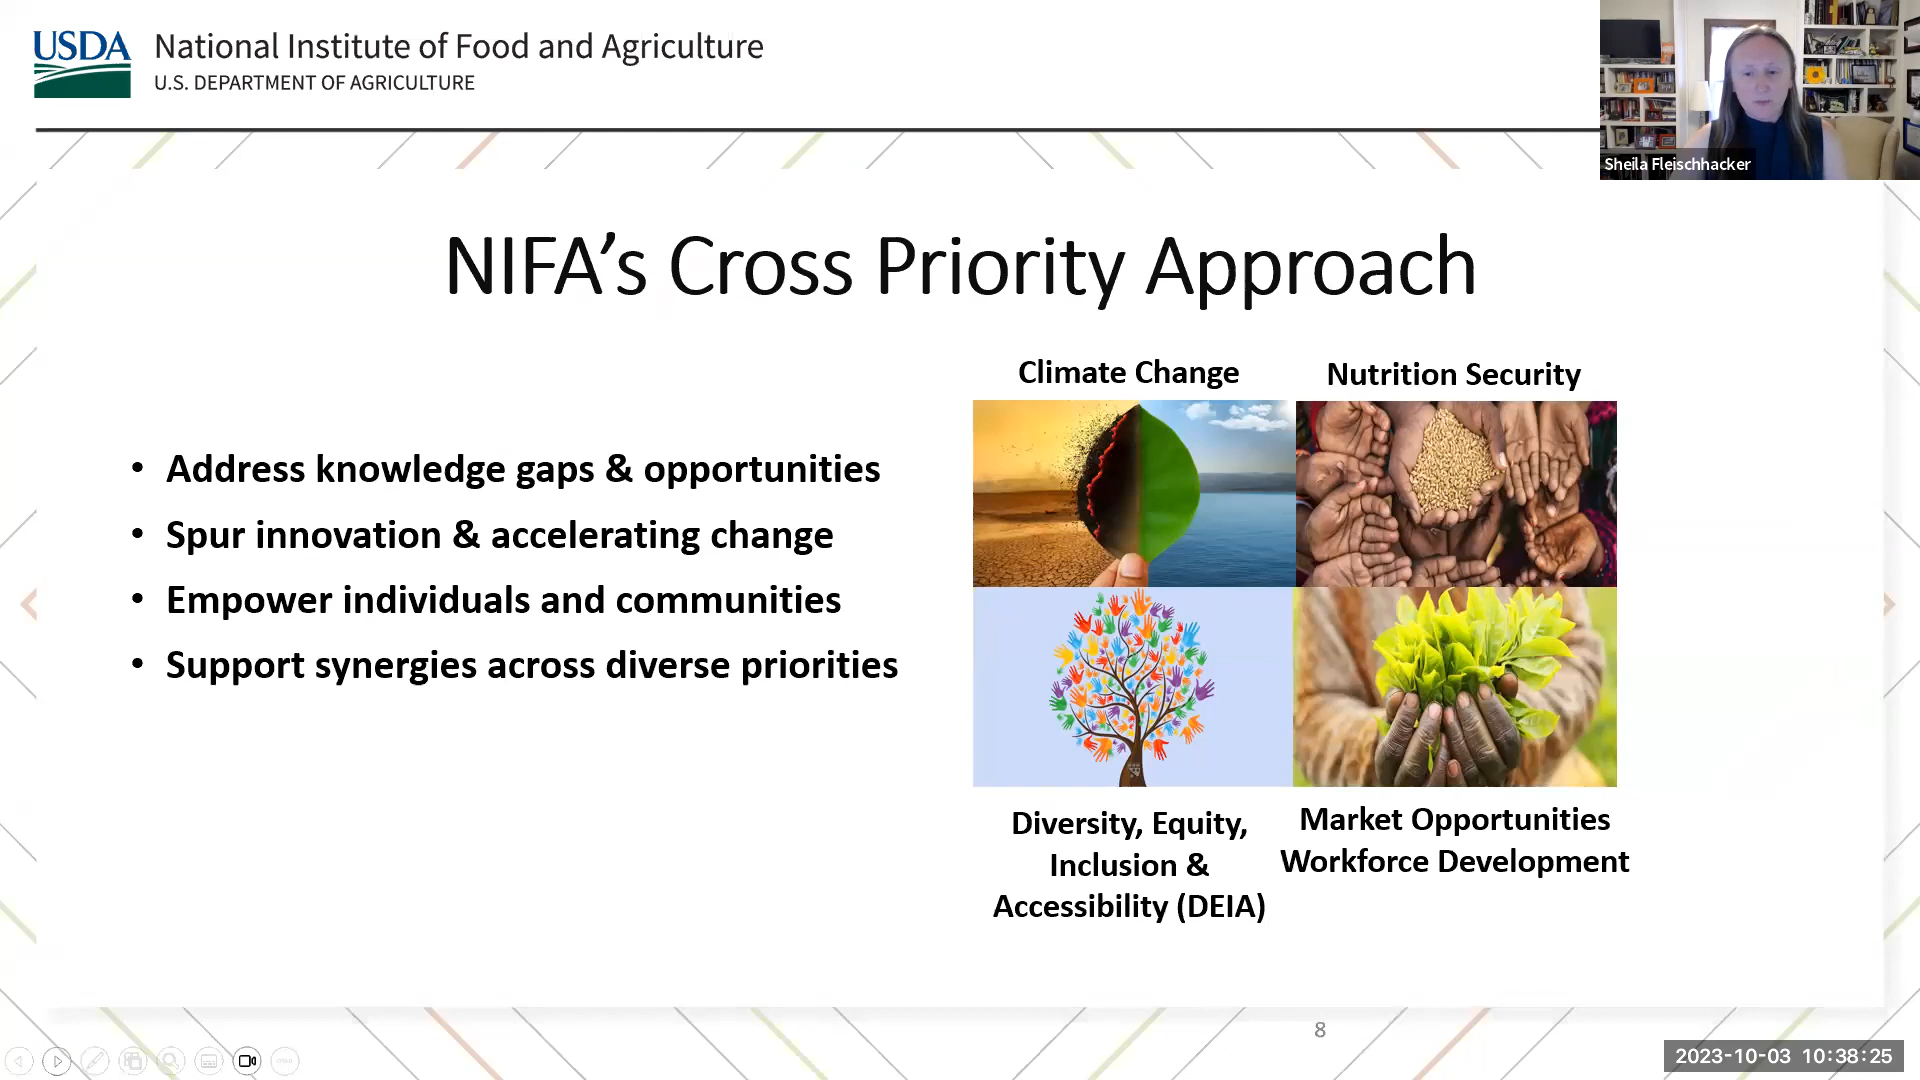 USDA
National Institute of Food and Agriculture
U.S. DEPARTMENT OF AGRICULTURE
Sheila Fleischhacker
NIFA’s Cross Priority Approach
• Address knowledge gaps & opportunities
• Spur innovation & accelerating change
• Empower individuals and communities
• Support synergies across diverse priorities
Climate Change
Nutrition Security
Diversity, Equity,
Inclusion &
Accessibility (DEIA)
Market Opportunities
Workforce Development
8
2023-10-03 10:38:25